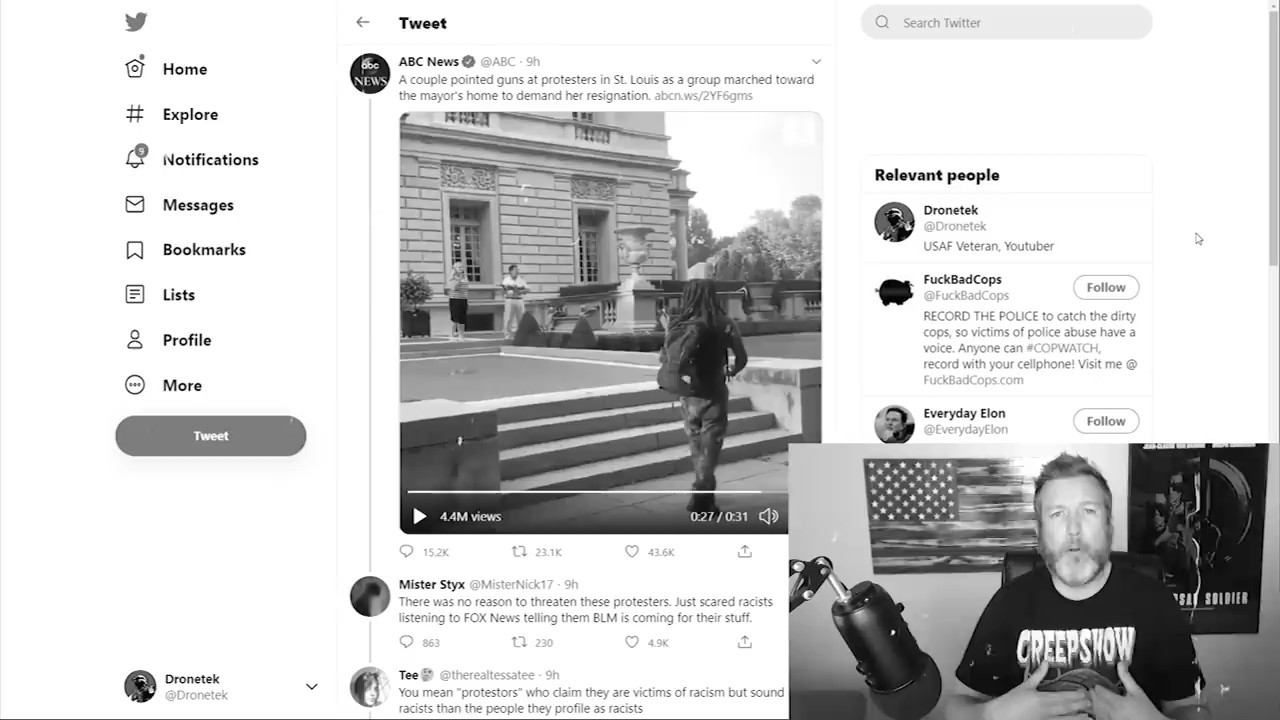 Home
Explore
9
Notifications
Messages
Bookmarks
Lists
Profile
More
Tweet
Dronetek
@Dronetek
Tweet
abc
NEWS
ABC News @ABC · 9h
A couple pointed guns at protesters in St. Louis as a group marched toward
the mayor's home to demand her resignation. abcn.ws/2YF6gms
4.4M views
0:27 / 0:31
15.2K 23.1K 43.6K
Mister Styx @MisterNick17 · 9h
There was no reason to threaten these protesters. Just scared racists
listening to FOX News telling them BLM is coming for their stuff.
863 230 4.9K
Tee @therealtessatee · 9h
You mean "protestors" who claim they are victims of racism but sound
racists than the people they profile as racists
Search Twitter
Relevant people
Dronetek
@Dronetek
USAF Veteran, Youtuber
FuckBadCops
@FuckBadCops
Follow
RECORD THE POLICE to catch the dirty
cops, so victims of police abuse have a
voice. Anyone can #COPWATCH,
record with your cellphone! Visit me @
FuckBadCops.com
Everyday Elon
@EverydayElon
Follow
SOLDIER
CREEPSHOW